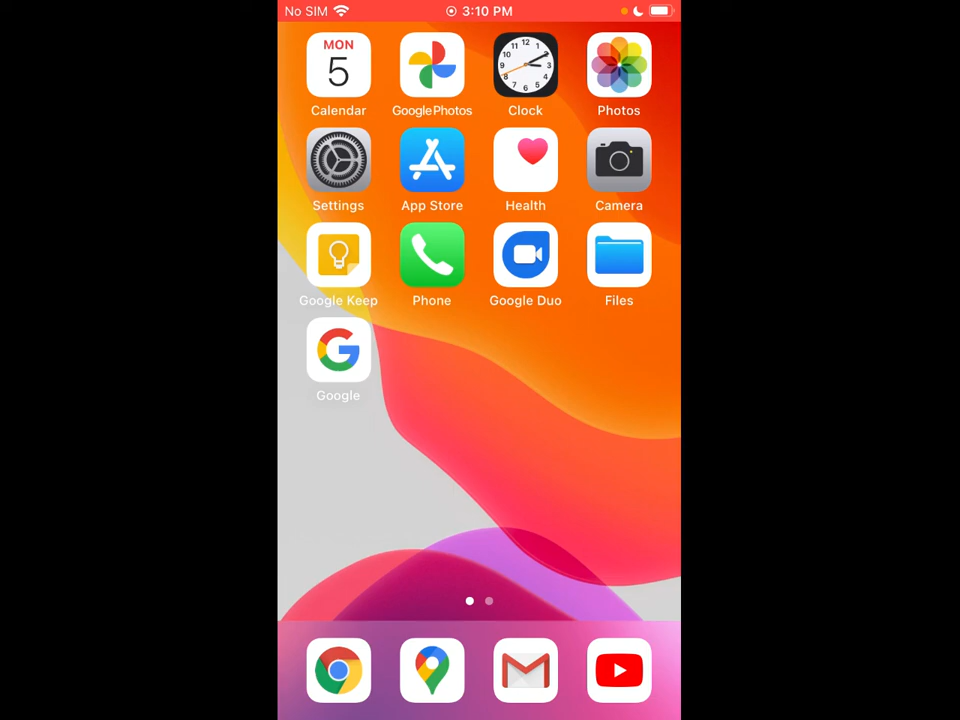 No SIM 3:10 PM
MON
5
Calendar Google Photos Clock Photos
Settings App Store Health Camera
Google Keep Phone Google Duo Files
Google